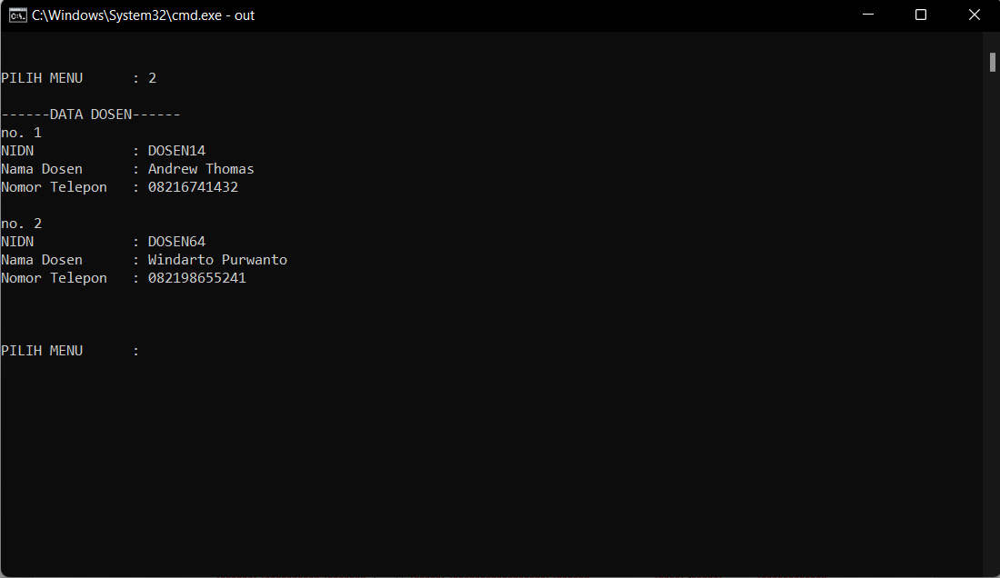 C:\Windows\System32\cmd.exe - out
PILIH MENU : 2
------DATA DOSEN------
no. 1
NIDN : DOSEN14
Nama Dosen : Andrew Thomas
Nomor Telepon : 08216741432
no. 2
NIDN : DOSEN64
Nama Dosen : Windarto Purwanto
Nomor Telepon : 082198655241
PILIH MENU :